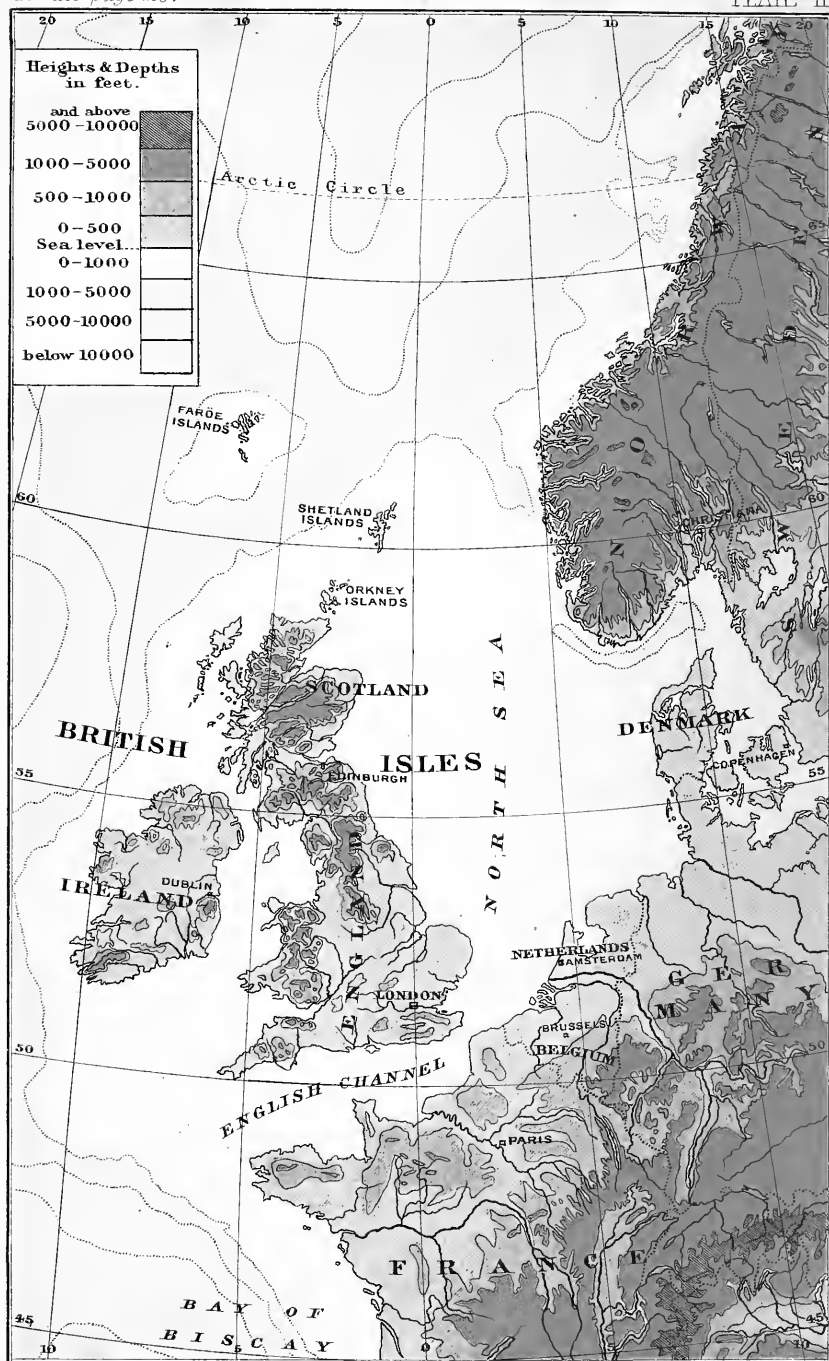 20 15 10 5 0 5 10 15 20
Heights & Depths
in feet.
and above
5000-10000
1000-5000
500-1000
0-500
Sea level
0-1000
1000-5000
5000-10000
below 10000
Arctic Circle
65
FARÖE
ISLANDS
60
SHETLAND
ISLANDS
ORKNEY
ISLANDS
NORWAY
SWEDEN
CHRISTIANA
60
SCOTLAND
BRITISH ISLES
EDINBURGH
NORTH SEA
DENMARK
COPENHAGEN
55
55
IRELAND
DUBLIN
ENGLAND
LONDON
NETHERLANDS
AMSTERDAM
GERMANY
BRUSSELS
BELGIUM
50
50
ENGLISH CHANNEL
PARIS
FRANCE
BAY OF
BISCAY
45
45
10 5 0 5 10